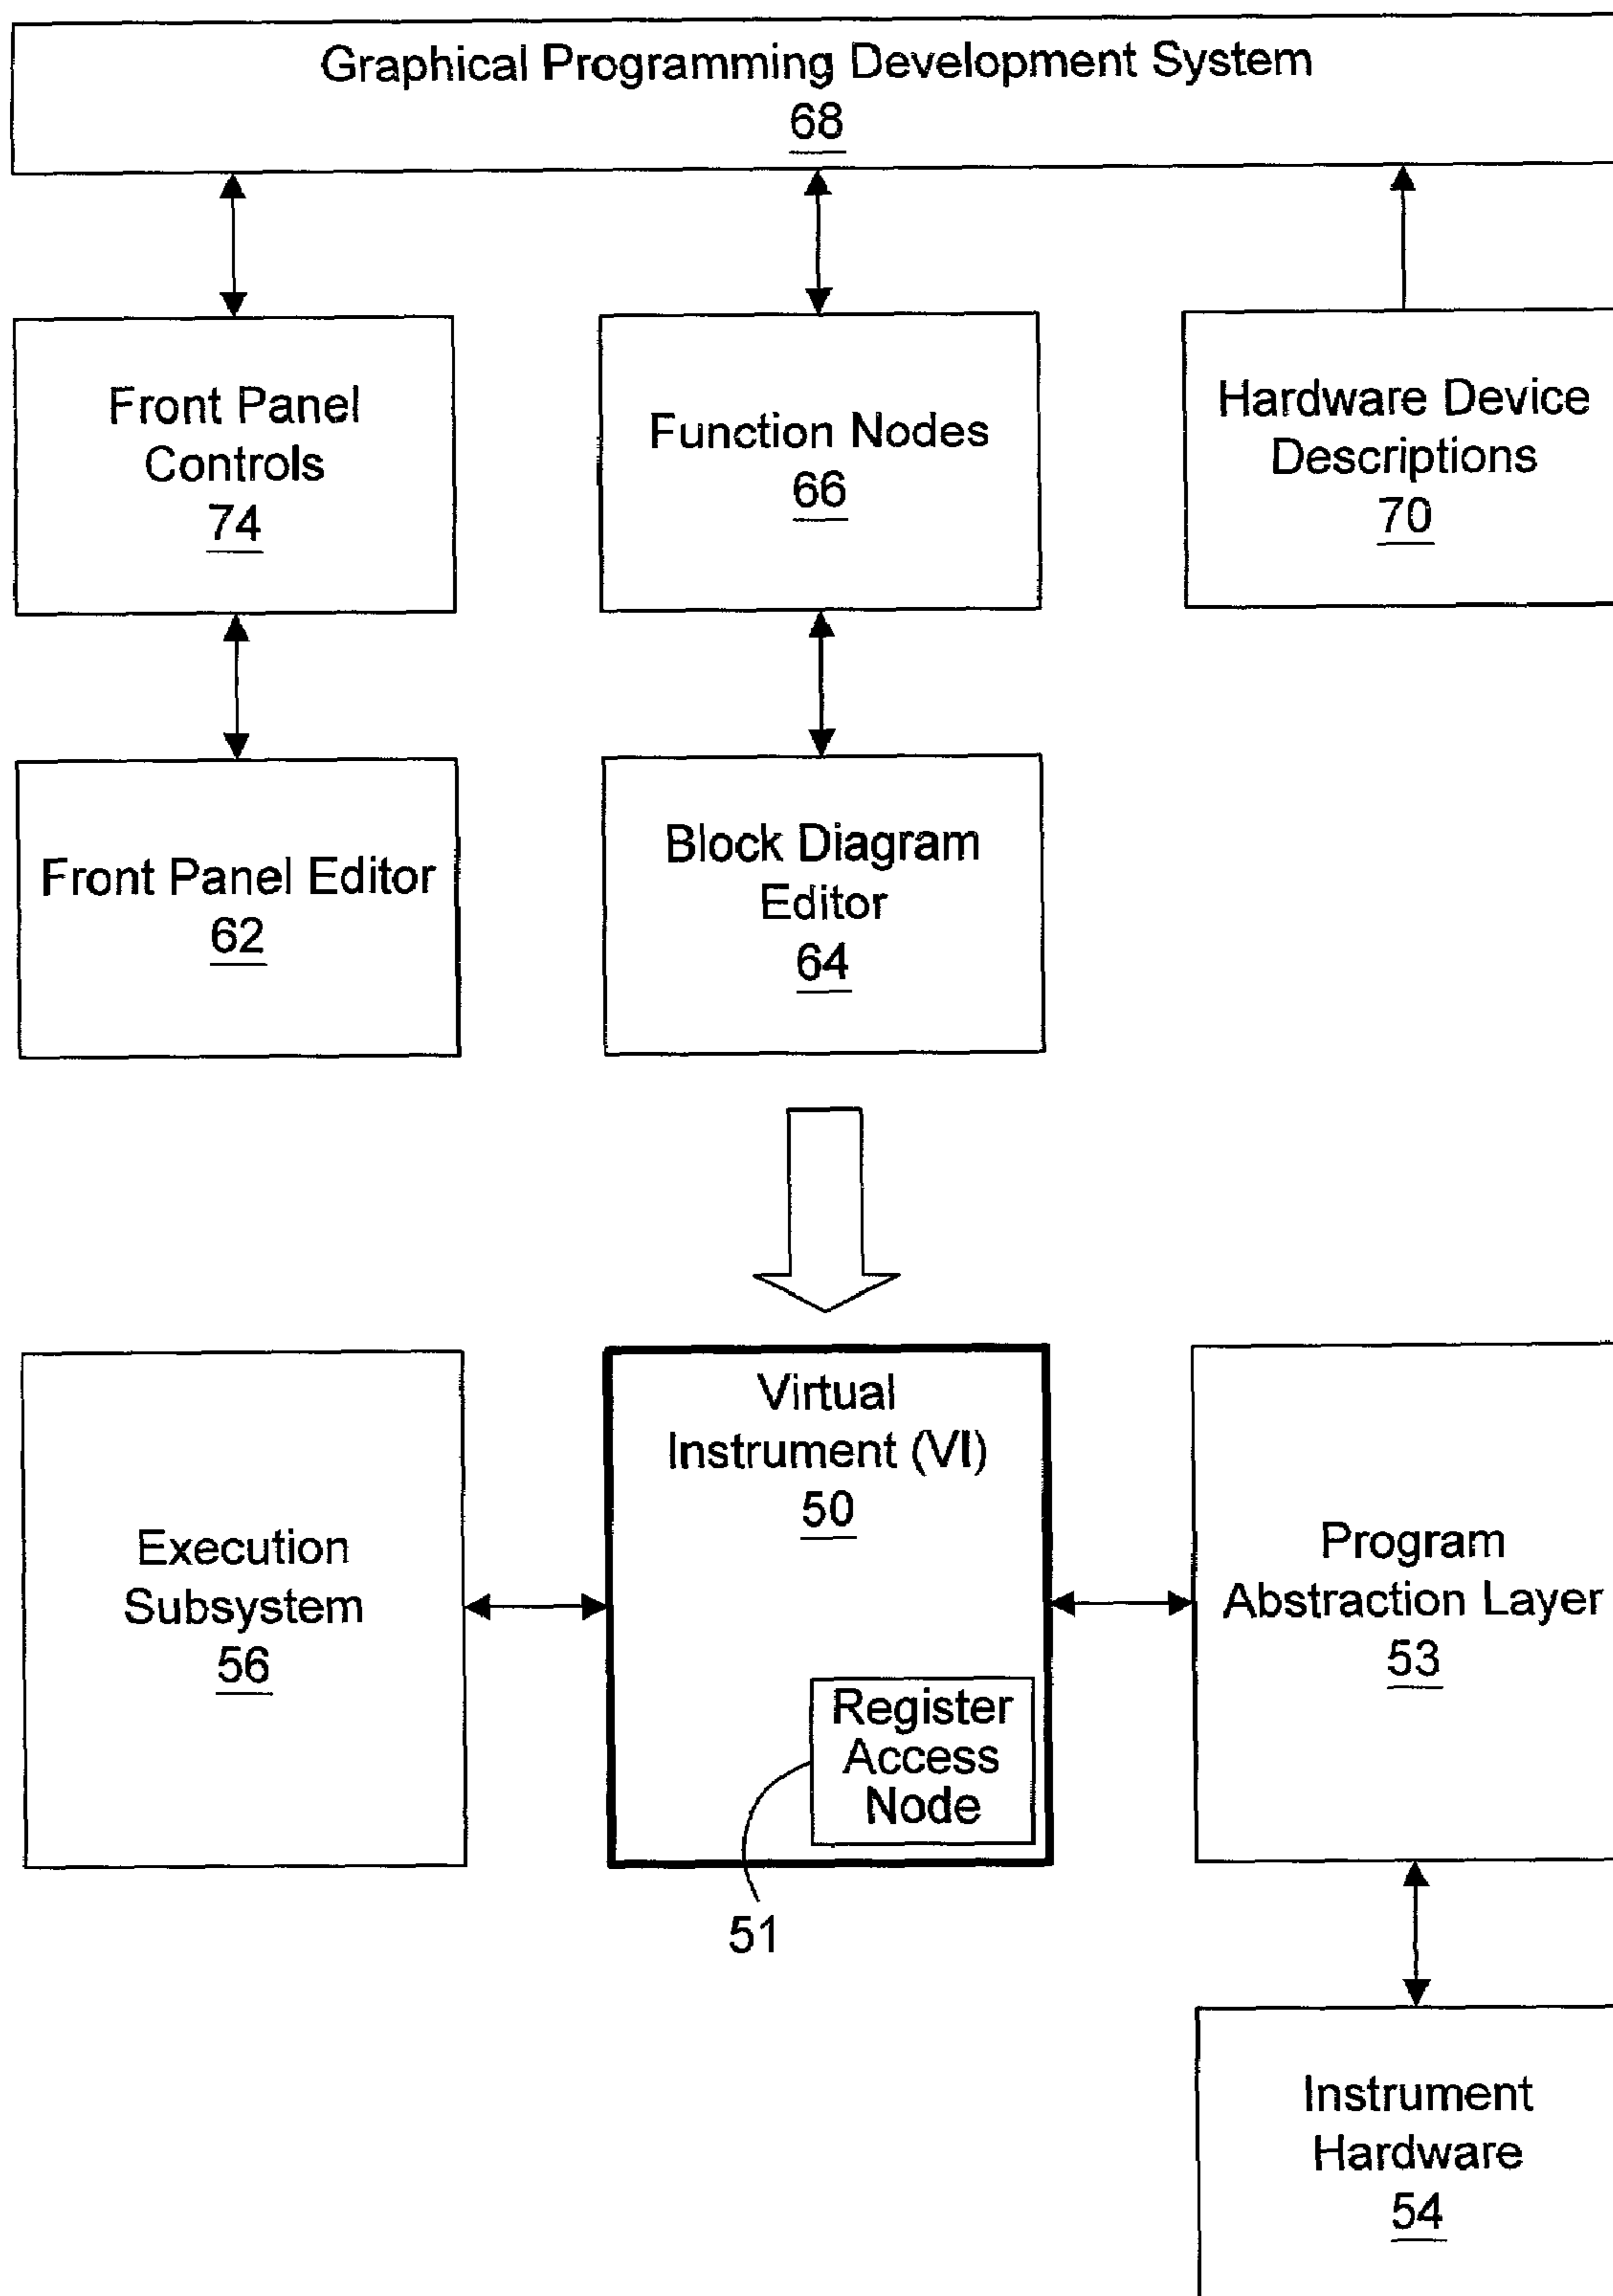 Graphical Programming Development System
68
Front Panel
Controls
74
Function Nodes
66
Hardware Device
Descriptions
70
Front Panel Editor
62
Block Diagram
Editor
64
Execution
Subsystem
56
Virtual
Instrument (VI)
50
Register
Access
Node
51
Program
Abstraction Layer
53
Instrument
Hardware
54